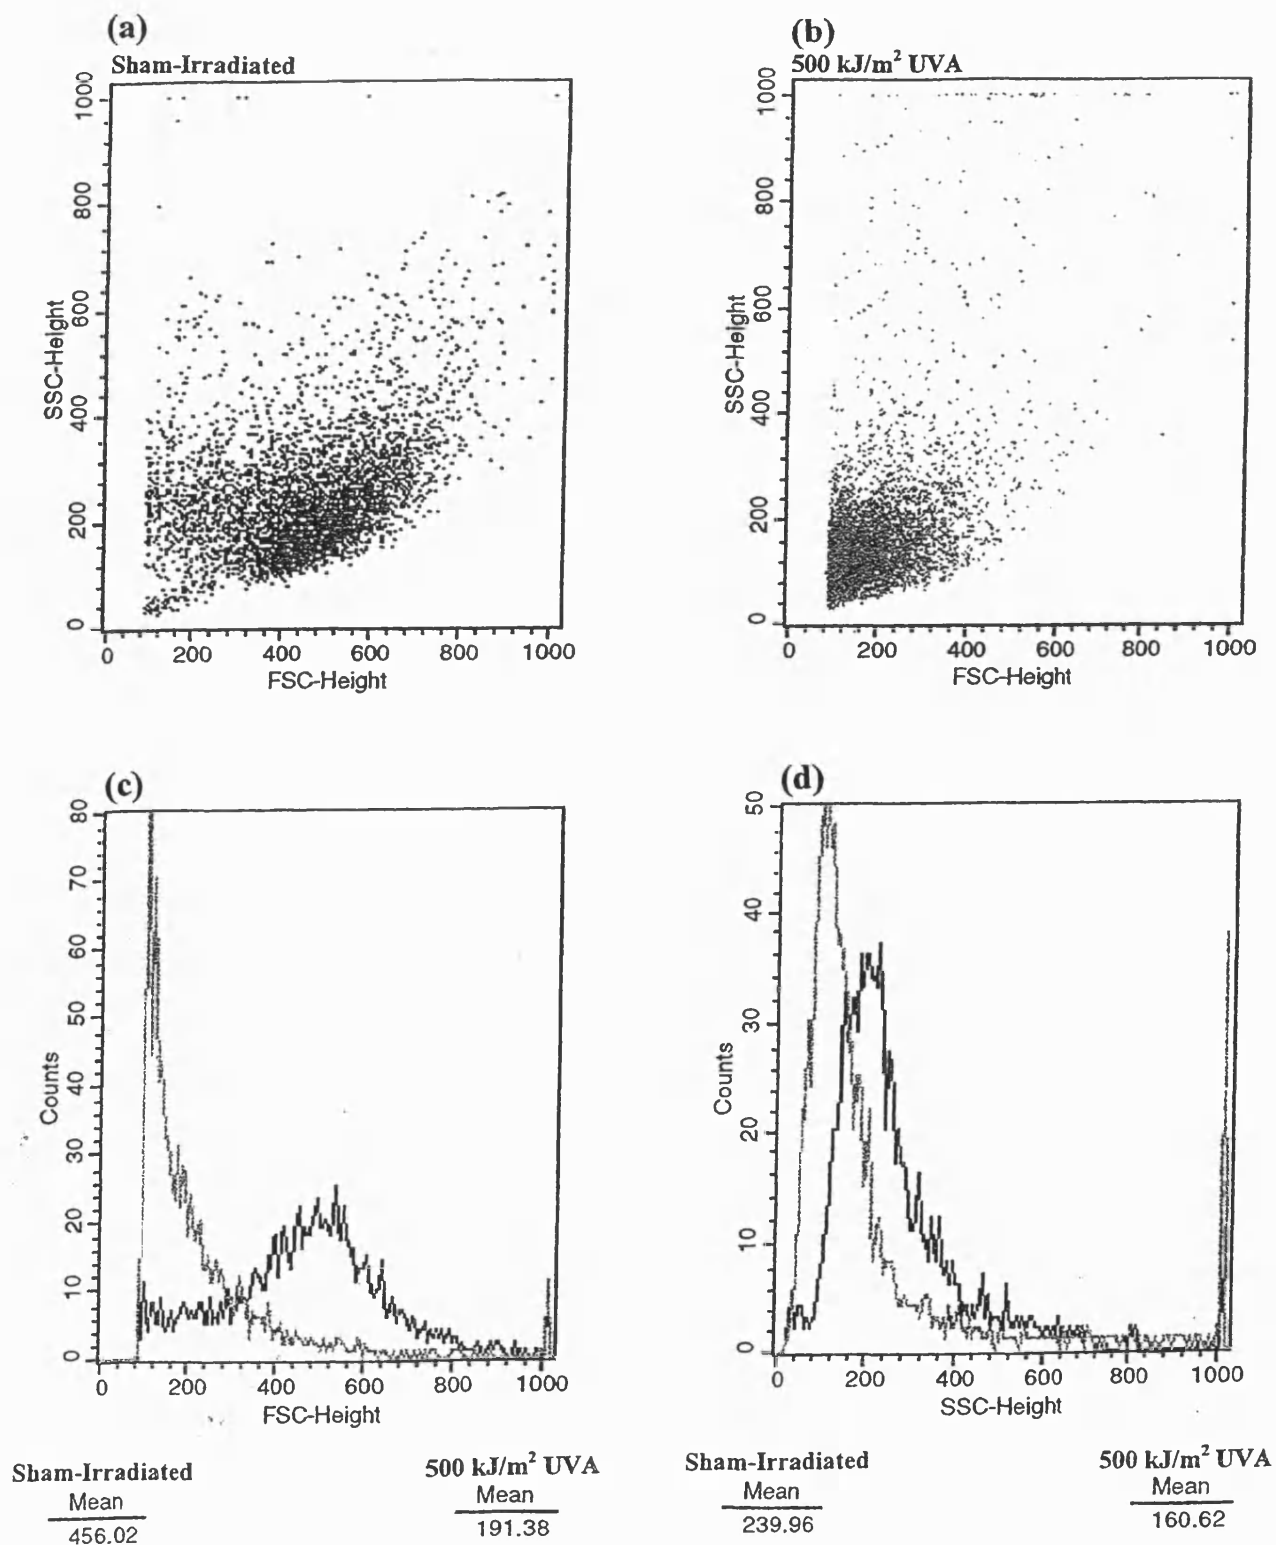 (a)
Sham-Irradiated
1000
800
600
400
200
0
SSC-Height
0 200 400 600 800 1000
FSC-Height
(b)
500 kJ/m² UVA
1000
800
600
400
200
0
SSC-Height
0 200 400 600 800 1000
FSC-Height
(c)
80
70
60
50
40
30
20
10
0
Counts
0 200 400 600 800 1000
FSC-Height
(d)
50
40
30
20
10
0
Counts
0 200 400 600 800 1000
SSC-Height
Sham-Irradiated
Mean
456.02
500 kJ/m² UVA
Mean
191.38
Sham-Irradiated
Mean
239.96
500 kJ/m² UVA
Mean
160.62